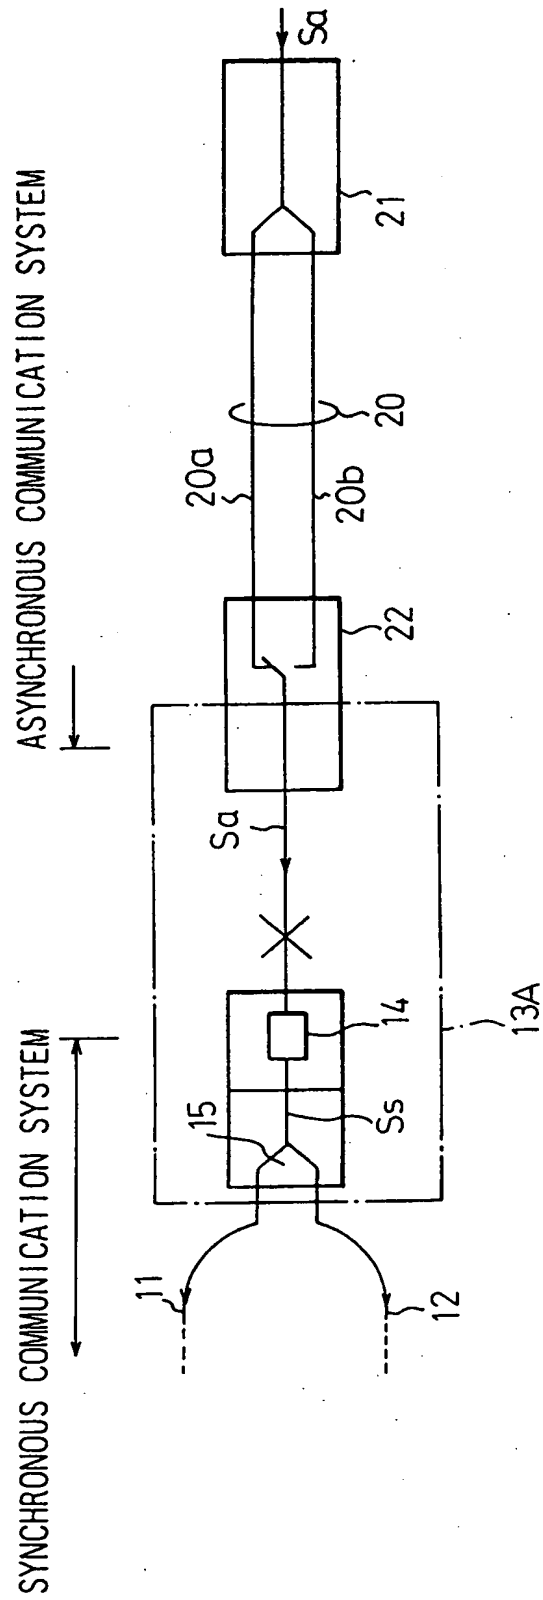 SYNCHRONOUS COMMUNICATION SYSTEM
ASYNCHRONOUS COMMUNICATION SYSTEM
11
12
15
Ss
14
13A
Sa
22
20a
20b
20
21
Sa